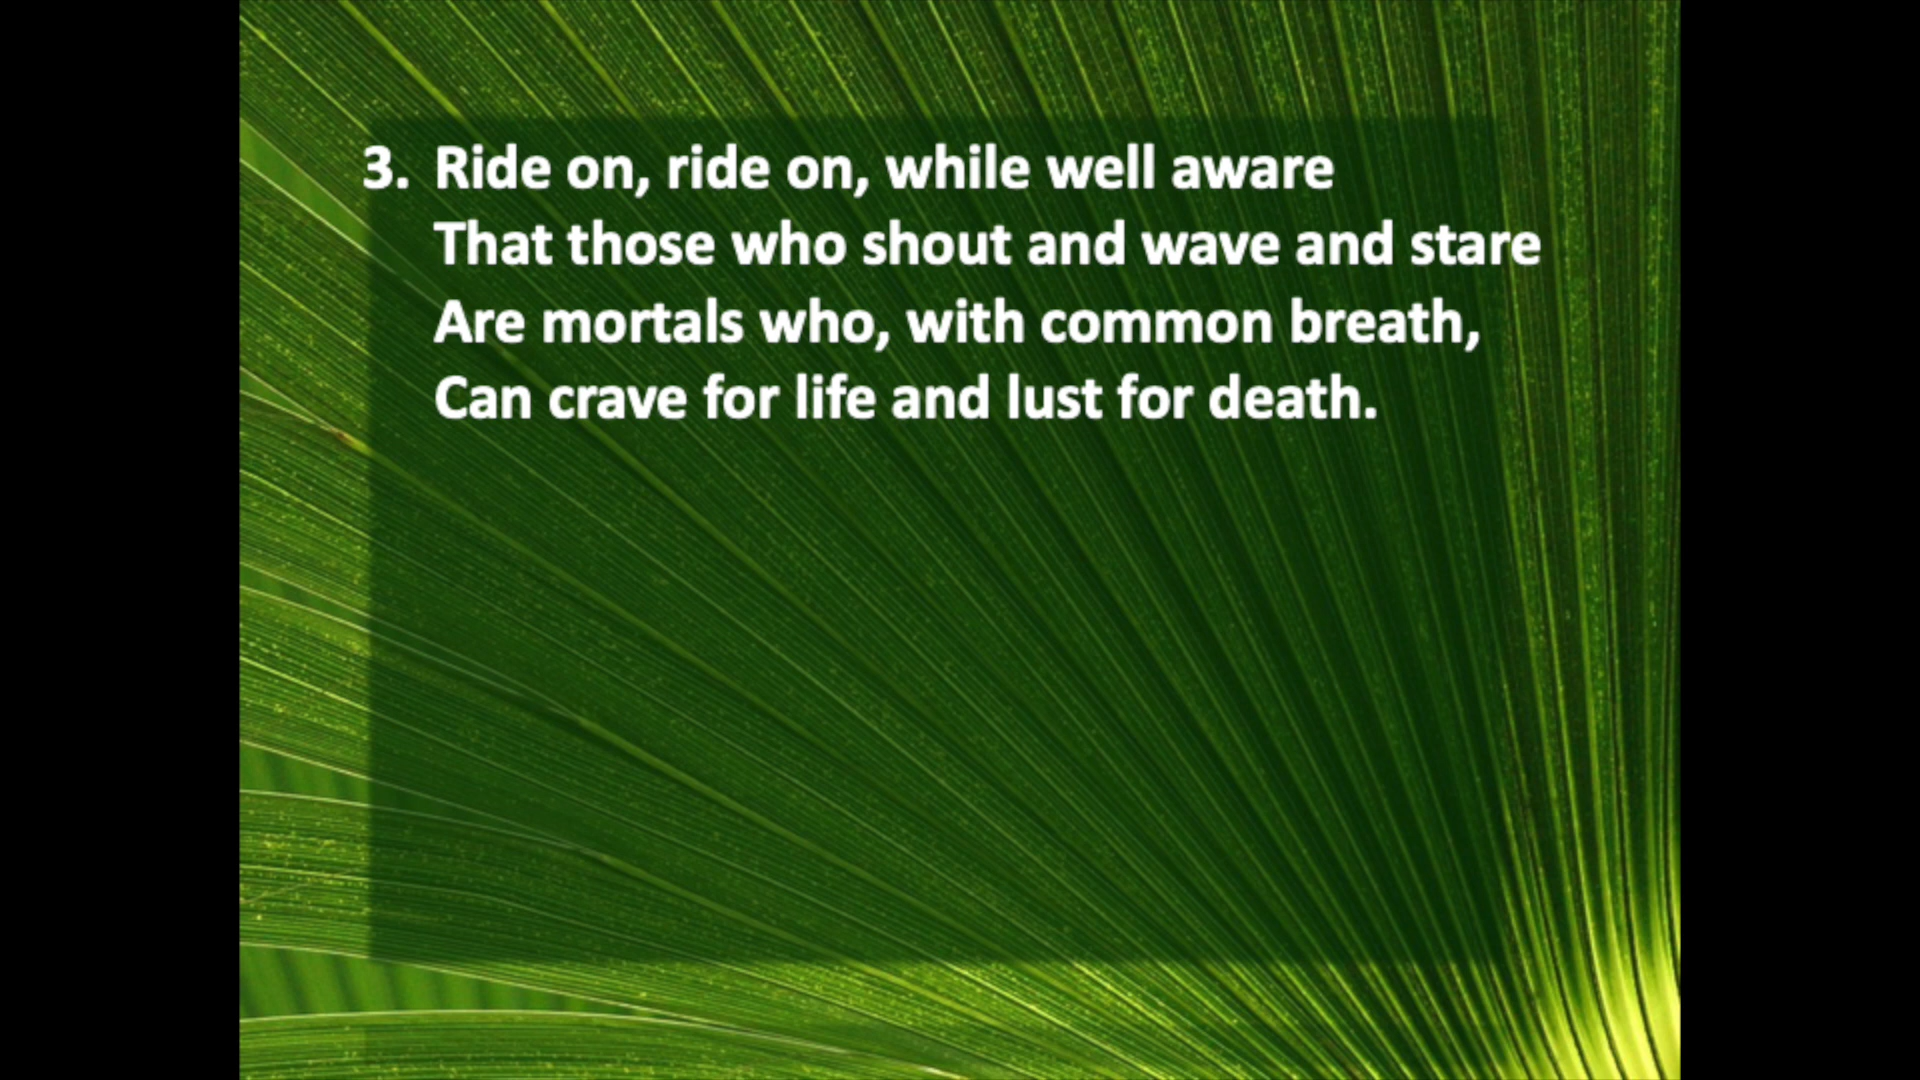 3. Ride on, ride on, while well aware
That those who shout and wave and stare
Are mortals who, with common breath,
Can crave for life and lust for death.